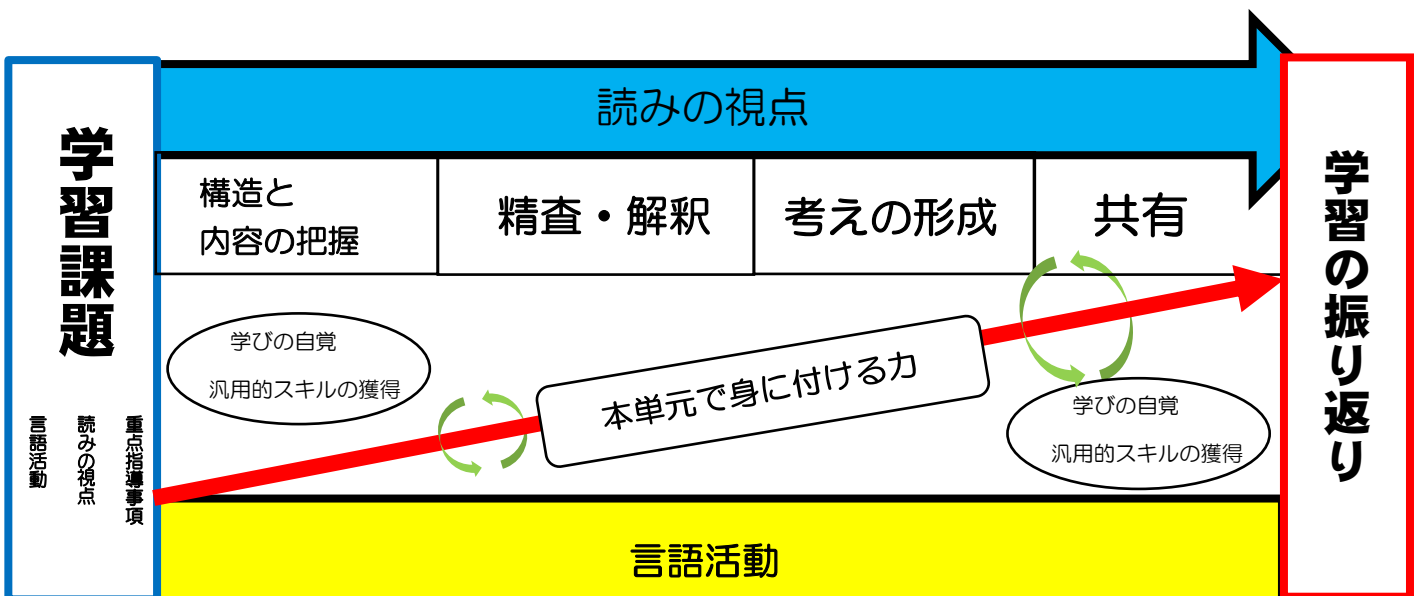 学習課題
重点指導事項
読みの視点
言語活動
読みの視点
構造と
内容の把握
精査・解釈
考えの形成
共有
学びの自覚
汎用的スキルの獲得
本単元で身に付ける力
学びの自覚
汎用的スキルの獲得
言語活動
学習の振り返り